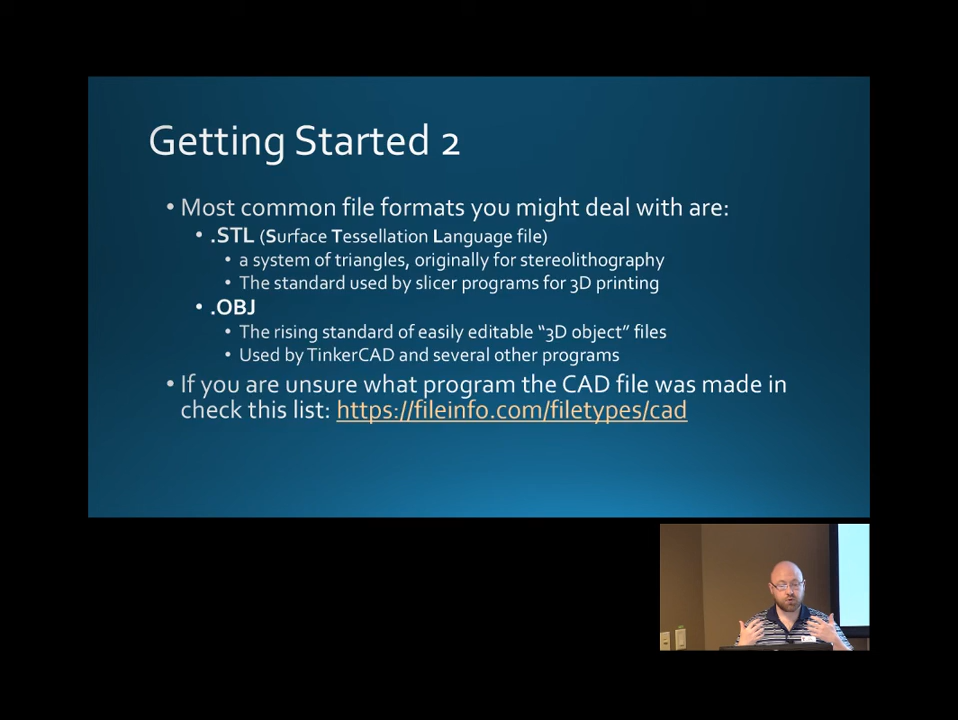 Getting Started 2
• Most common file formats you might deal with are:
• .STL (Surface Tessellation Language file)
• a system of triangles, originally for stereolithography
• The standard used by slicer programs for 3D printing
• .OBJ
• The rising standard of easily editable “3D object” files
• Used by TinkerCAD and several other programs
• If you are unsure what program the CAD file was made in
check this list: https://fileinfo.com/filetypes/cad